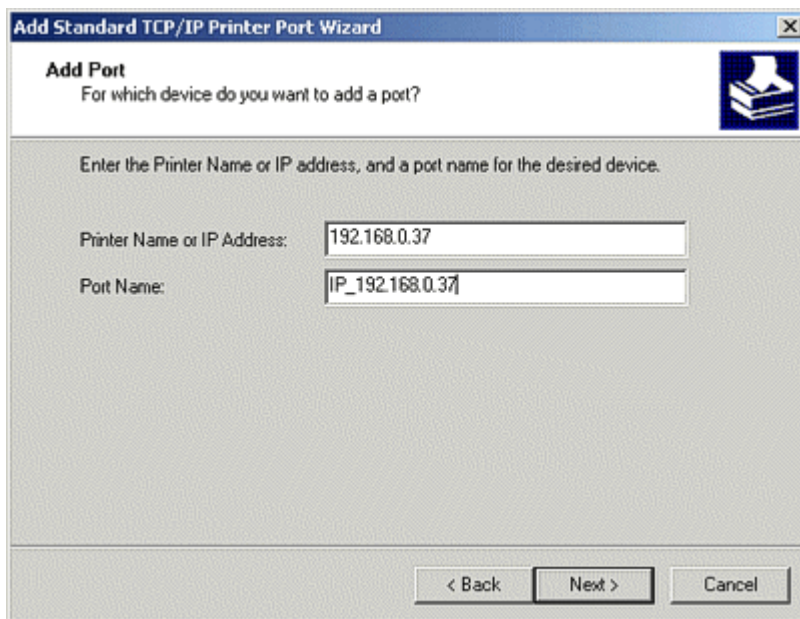 Add Standard TCP/IP Printer Port Wizard
Add Port
For which device do you want to add a port?
Enter the Printer Name or IP address, and a port name for the desired device.
Printer Name or IP Address: 192.168.0.37
Port Name: IP_192.168.0.37
< Back Next > Cancel